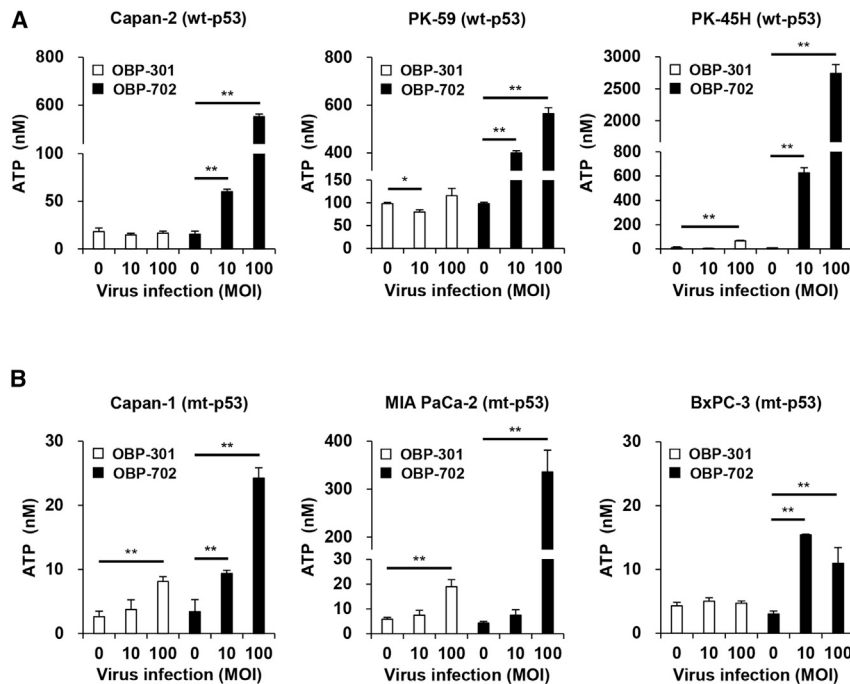 A
Capan-2 (wt-p53)
PK-59 (wt-p53)
PK-45H (wt-p53)
ATP (nM)
800
600
100
50
0
OBP-301
OBP-702
**
**
0 10 100 0 10 100
Virus infection (MOI)
ATP (nM)
800
600
400
150
100
50
0
OBP-301
OBP-702
*
**
**
0 10 100 0 10 100
Virus infection (MOI)
ATP (nM)
3000
2500
2000
800
600
400
200
0
OBP-301
OBP-702
**
**
**
0 10 100 0 10 100
Virus infection (MOI)
B
Capan-1 (mt-p53)
MIA PaCa-2 (mt-p53)
BxPC-3 (mt-p53)
ATP (nM)
30
20
10
0
OBP-301
OBP-702
**
**
**
0 10 100 0 10 100
Virus infection (MOI)
ATP (nM)
400
300
200
30
20
10
0
OBP-301
OBP-702
**
**
0 10 100 0 10 100
Virus infection (MOI)
ATP (nM)
30
20
10
0
OBP-301
OBP-702
**
**
0 10 100 0 10 100
Virus infection (MOI)